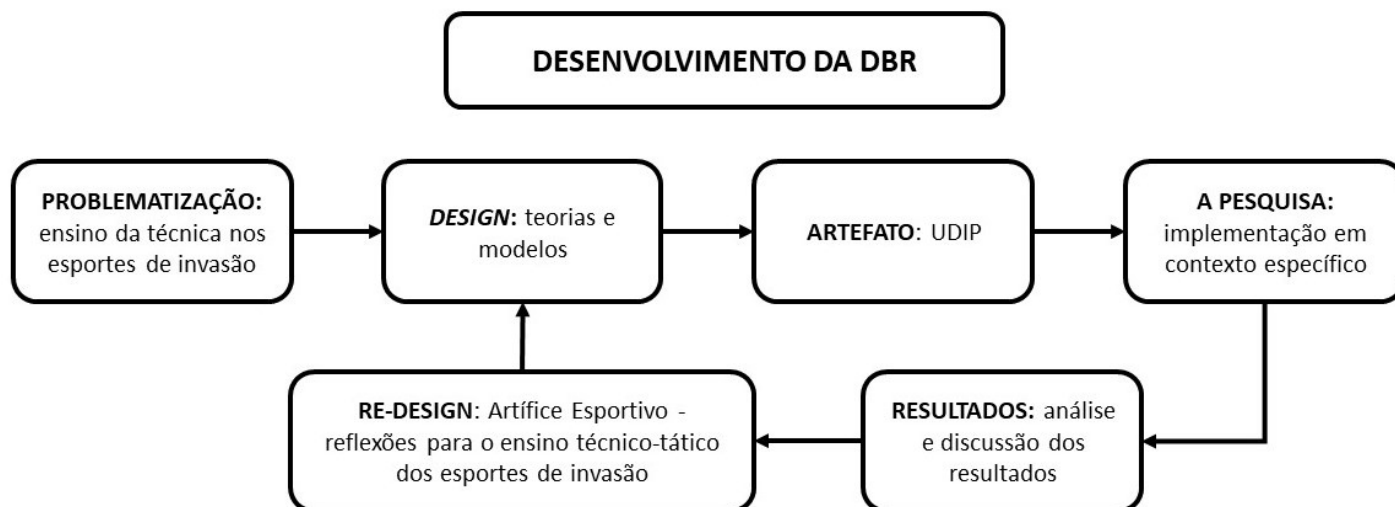 DESENVOLVIMENTO DA DBR
PROBLEMATIZAÇÃO:
ensino da técnica nos
esportes de invasão
DESIGN: teorias e
modelos
ARTEFATO: UDIP
A PESQUISA:
implementação em
contexto específico
RESULTADOS: análise
e discussão dos
resultados
RE-DESIGN: Artífice Esportivo -
reflexões para o ensino técnico-tático
dos esportes de invasão